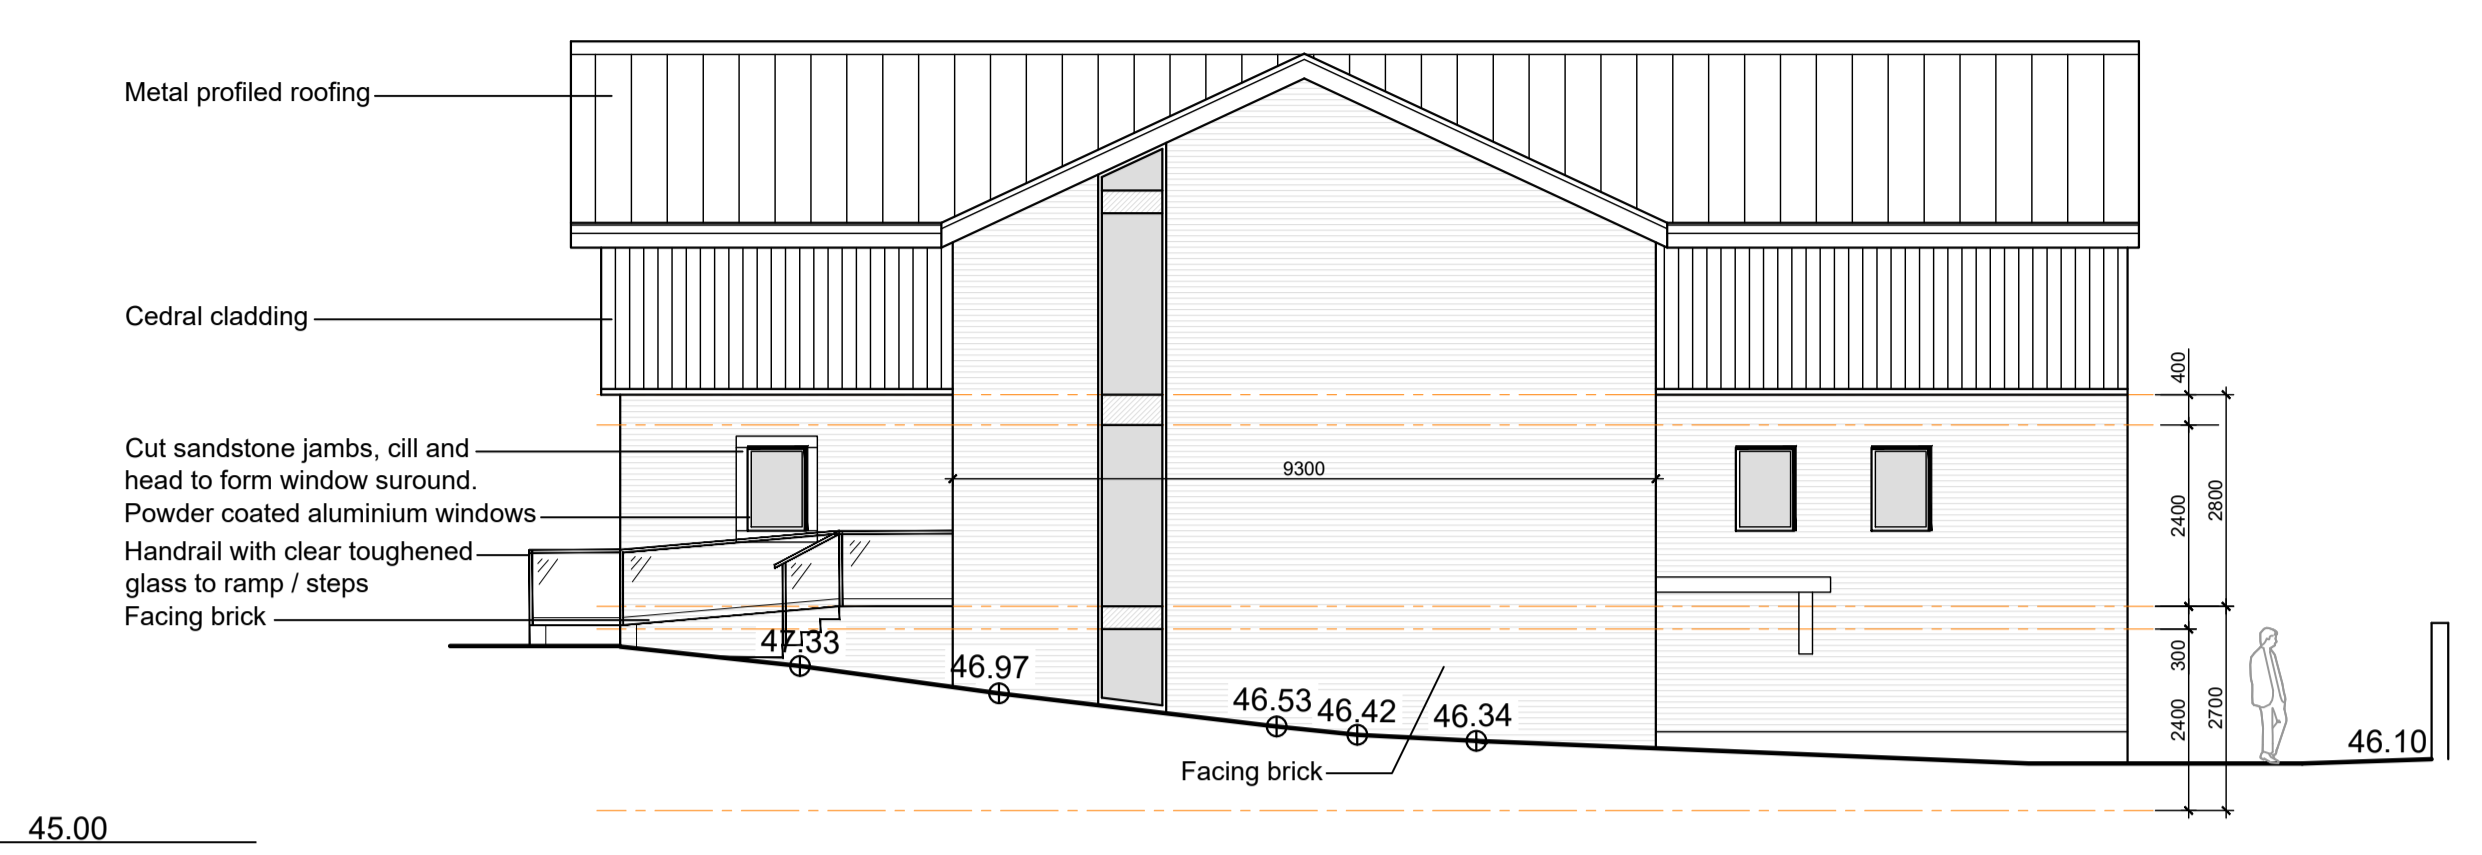 Metal profiled roofing
Cedral cladding
400
Cut sandstone jambs, cill and
head to form window suround.
9300
Powder coated aluminium windows
2400
2800
Handrail with clear toughened
glass to ramp / steps
Facing brick
47.33
46.97
46.53
46.42
46.34
300
2400
2700
46.10
Facing brick
45.00